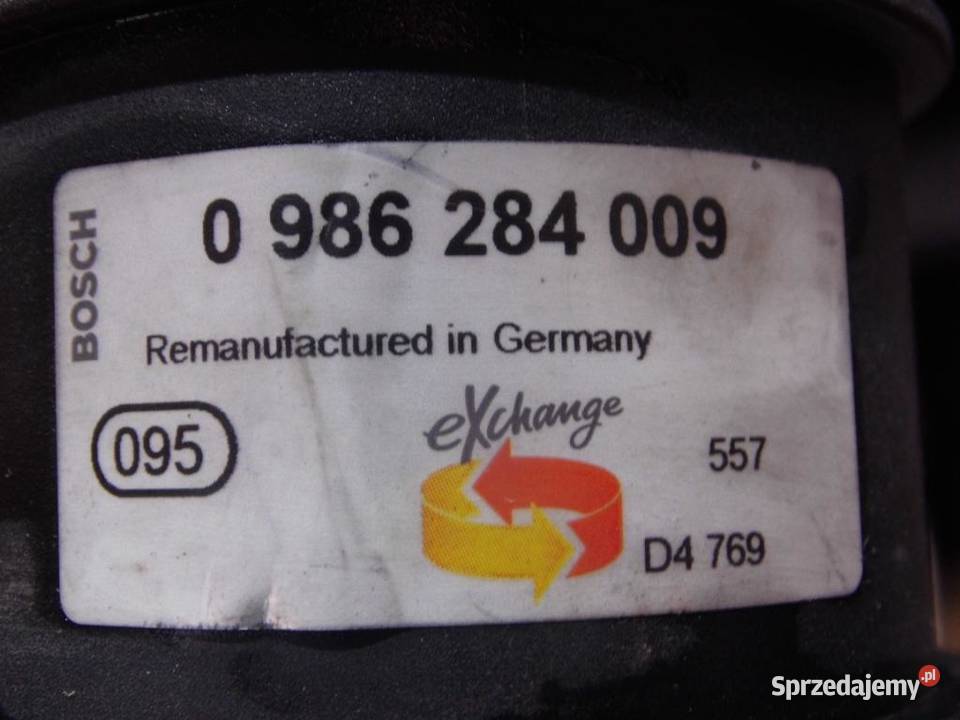 BOSCH
0 986 284 009
Remanufactured in Germany
eXchange
095
557
D4 769
Sprzedajemy.pl